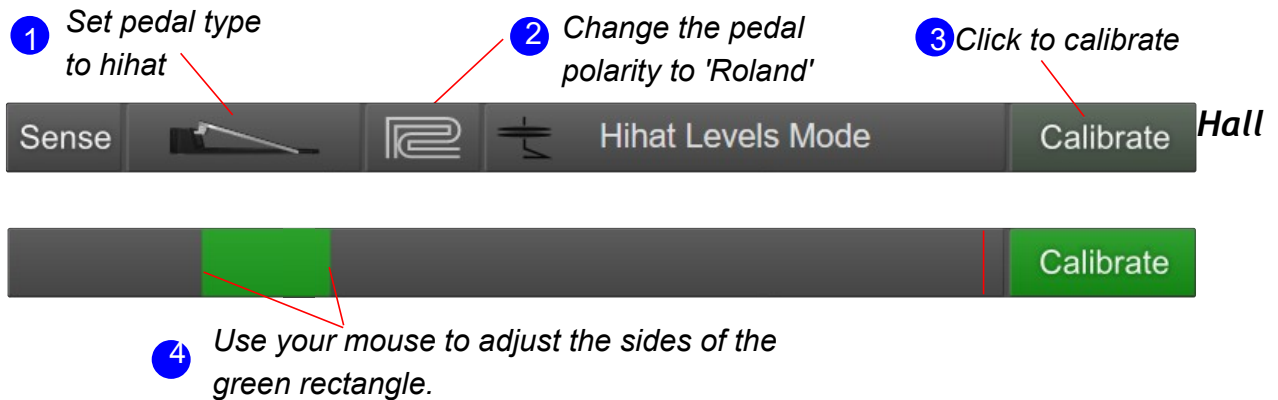 1 Set pedal type
to hihat
2 Change the pedal
polarity to 'Roland'
3 Click to calibrate
Sense Hihat Levels Mode Calibrate Hall
Calibrate
4 Use your mouse to adjust the sides of the
green rectangle.